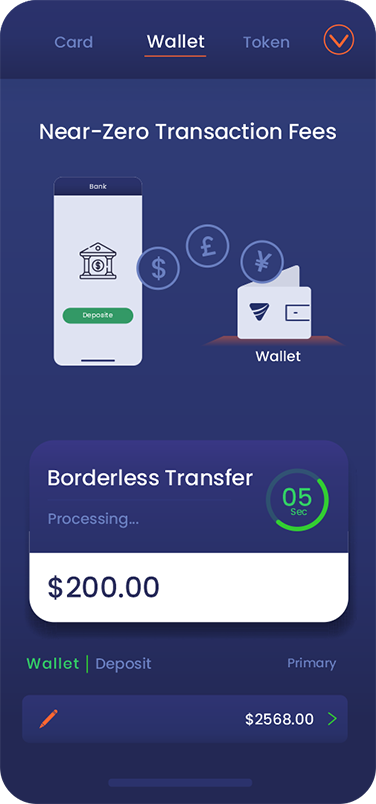 Card Wallet Token
Near-Zero Transaction Fees
Bank
$ £ ¥
$
Deposite
Wallet
Borderless Transfer
05
Sec
Processing...
$200.00
Wallet | Deposit Primary
$2568.00